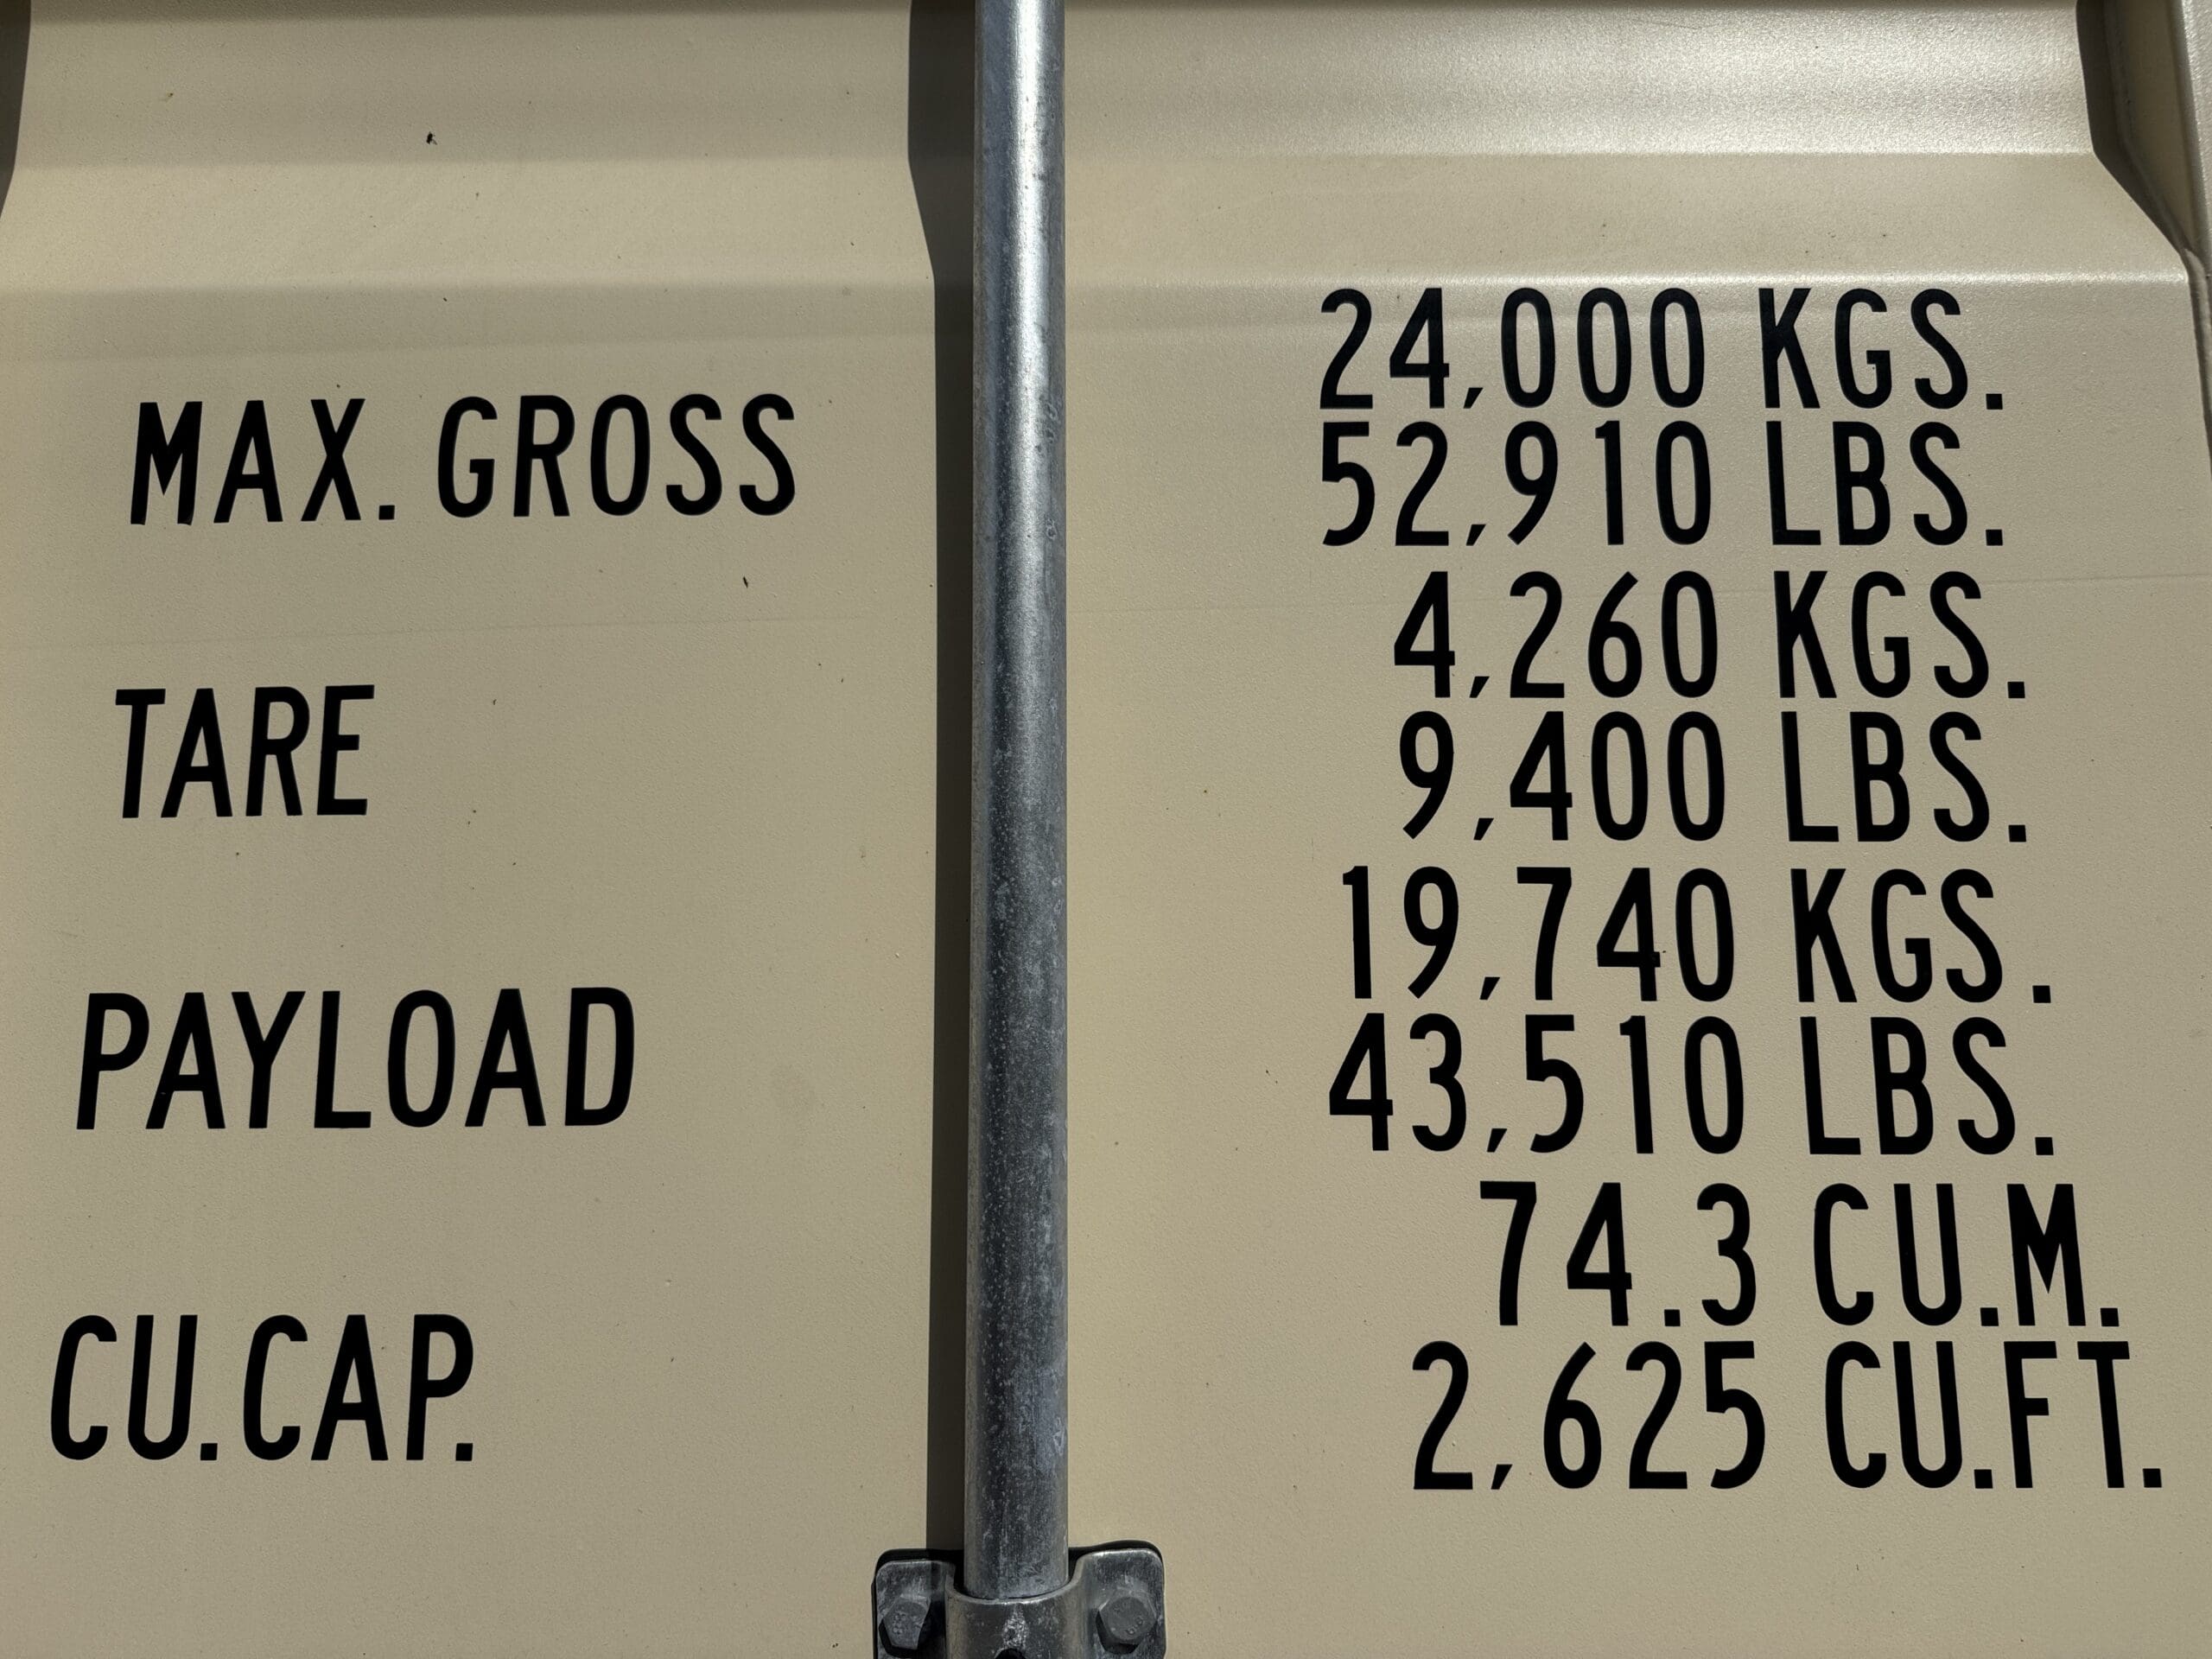 MAX. GROSS
24,000 KGS.
52,910 LBS.
TARE
4,260 KGS.
9,400 LBS.
PAYLOAD
19,740 KGS.
43,510 LBS.
CU.CAP.
74.3 CU.M.
2,625 CU.FT.